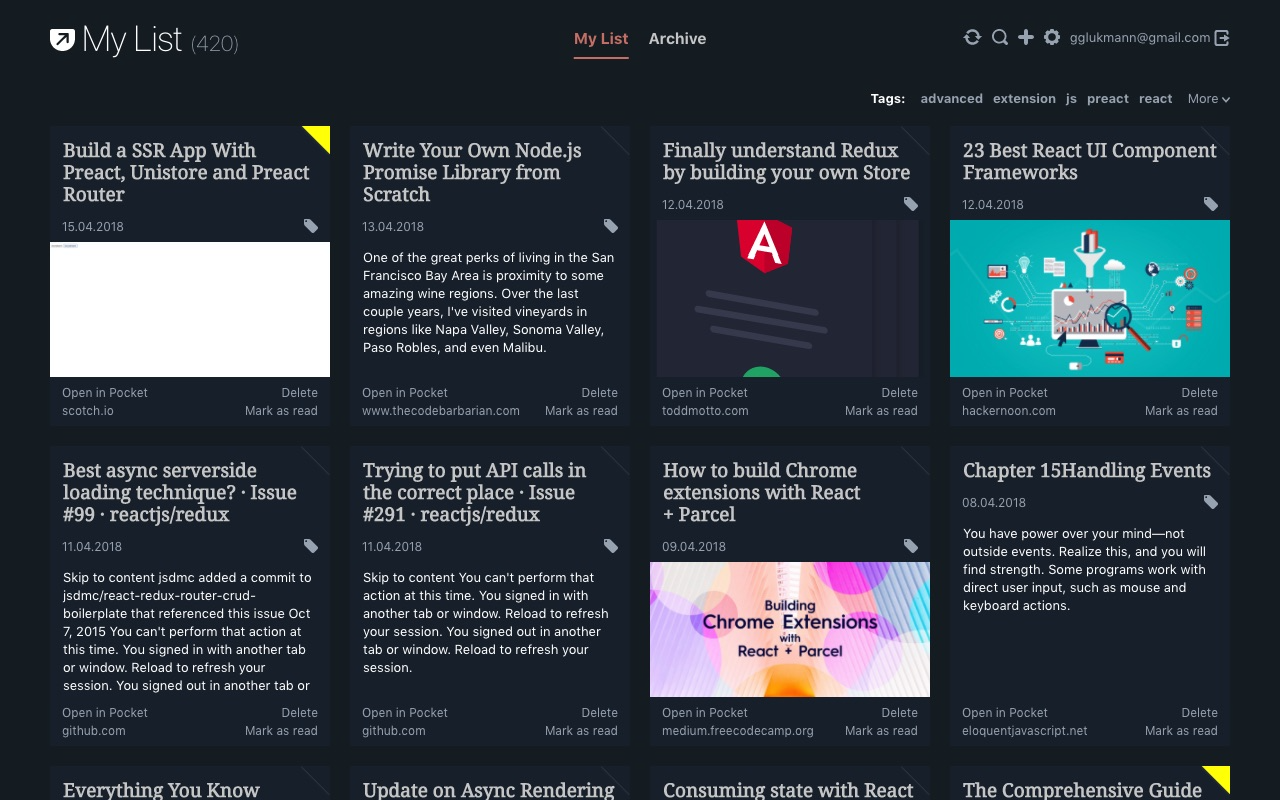 My List (420)
My List Archive
gglukmann@gmail.com
Tags: advanced extension js preact react More
Build a SSR App With
Preact, Unistore and Preact
Router
15.04.2018
Open in Pocket Delete
scotch.io Mark as read
Write Your Own Node.js
Promise Library from
Scratch
13.04.2018
One of the great perks of living in the San
Francisco Bay Area is proximity to some
amazing wine regions. Over the last
couple years, I've visited vineyards in
regions like Napa Valley, Sonoma Valley,
Paso Robles, and even Malibu.
Open in Pocket Delete
www.thecodebarbarian.com Mark as read
Finally understand Redux
by building your own Store
12.04.2018
A
Open in Pocket Delete
toddmotto.com Mark as read
23 Best React UI Component
Frameworks
12.04.2018
Open in Pocket Delete
hackernoon.com Mark as read
Best async serverside
loading technique? · Issue
#99 · reactjs/redux
11.04.2018
Skip to content jsdmc added a commit to
jsdmc/react-redux-router-crud-
boilerplate that referenced this issue Oct
7, 2015 You can't perform that action at
this time. You signed in with another tab
or window. Reload to refresh your
session. You signed out in another tab or
Open in Pocket Delete
github.com Mark as read
Trying to put API calls in
the correct place · Issue
#291 · reactjs/redux
11.04.2018
Skip to content You can't perform that
action at this time. You signed in with
another tab or window. Reload to refresh
your session. You signed out in another
tab or window. Reload to refresh your
session.
Open in Pocket Delete
github.com Mark as read
How to build Chrome
extensions with React
+ Parcel
09.04.2018
Building
Chrome Extensions
with
React + Parcel
Open in Pocket Delete
medium.freecodecamp.org Mark as read
Chapter 15Handling Events
08.04.2018
You have power over your mind—not
outside events. Realize this, and you will
find strength. Some programs work with
direct user input, such as mouse and
keyboard actions.
Open in Pocket Delete
eloquentjavascript.net Mark as read
Everything You Know
Update on Async Rendering
Consuming state with React
The Comprehensive Guide